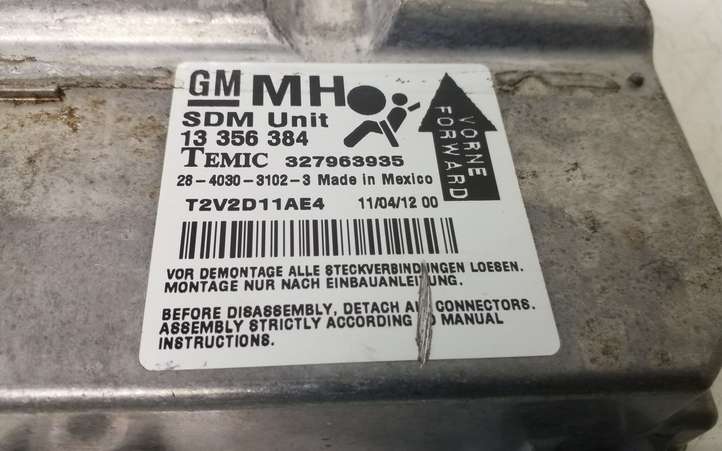 GM MH
SDM Unit
13 356 384
TEMIC 327963935
28-4030-3102-3 Made in Mexico
T2V2D11AE4 11/04/12 00
VORNE
FORWARD
VOR DEMONTAGE ALLE STECKVERBINDUNGEN LOESEN.
MONTAGE NUR NACH EINBAUANLEITUNG.
BEFORE DISASSEMBLY, DETACH CONNECTORS.
ASSEMBLY STRICTLY ACCORDING MANUAL
INSTRUCTIONS.